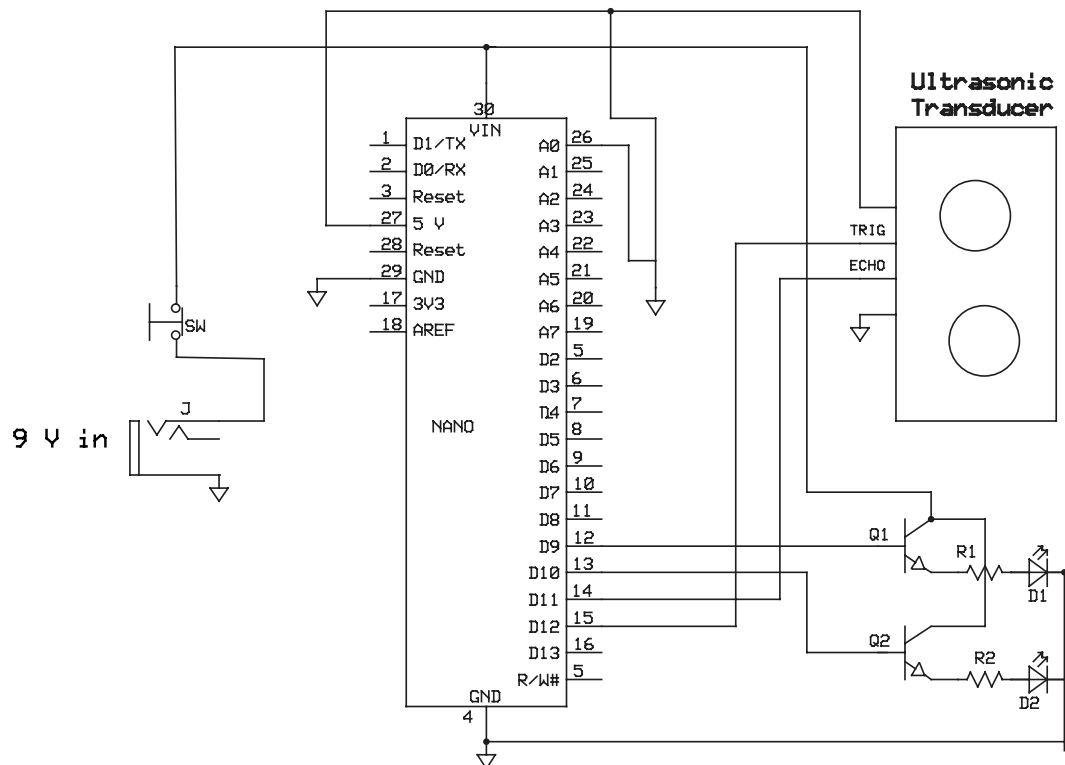 Ultrasonic
Transducer
30
VIN
1 D1/TX
2 D0/RX
3 Reset
27 5 V
28 Reset
29 GND
17 3V3
18 AREF
A0 26
A1 25
A2 24
A3 23
A4 22
A5 21
A6 20
A7 19
D2 5
D3 6
D4 7
D5 8
D6 9
D7 10
D8 11
D9 12
D10 13
D11 14
D12 15
D13 16
R/W# 5
NANO
GND
4
TRIG
ECHO
SW
J
9 V in
Q1
R1
D1
Q2
R2
D2